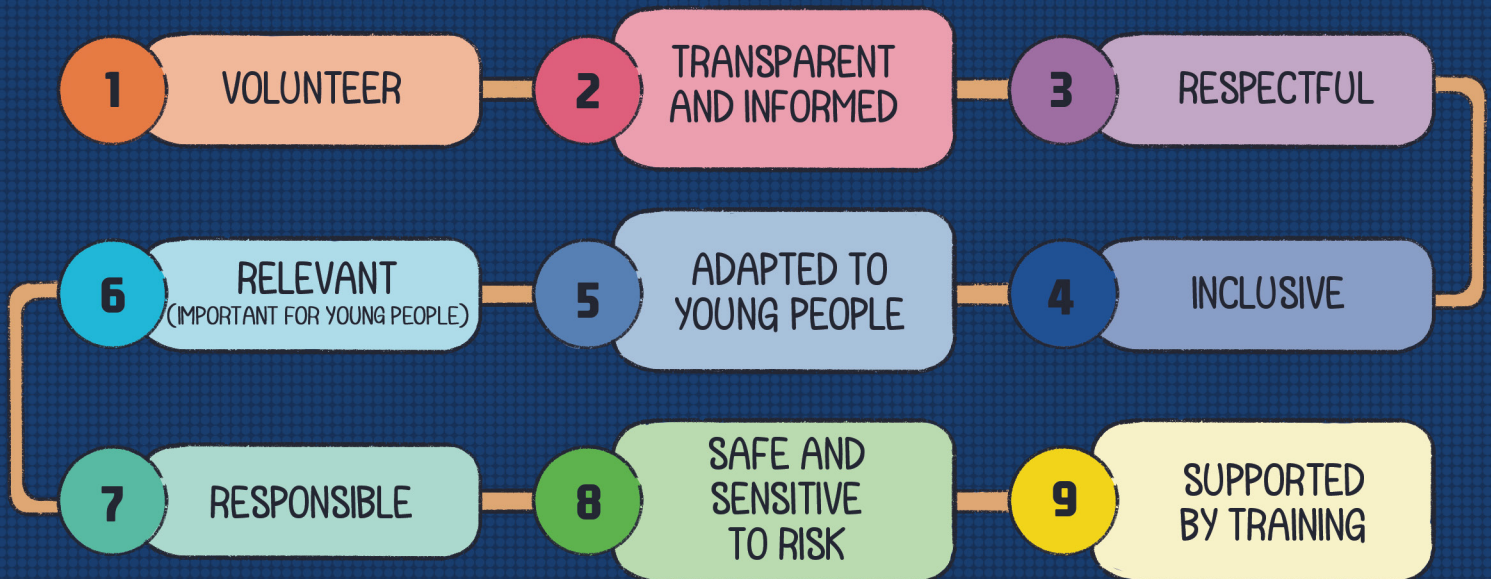 1
VOLUNTEER
2
TRANSPARENT
AND INFORMED
3
RESPECTFUL
4
INCLUSIVE
5
ADAPTED TO
YOUNG PEOPLE
6
RELEVANT
(IMPORTANT FOR YOUNG PEOPLE)
7
RESPONSIBLE
8
SAFE AND
SENSITIVE
TO RISK
9
SUPPORTED
BY TRAINING